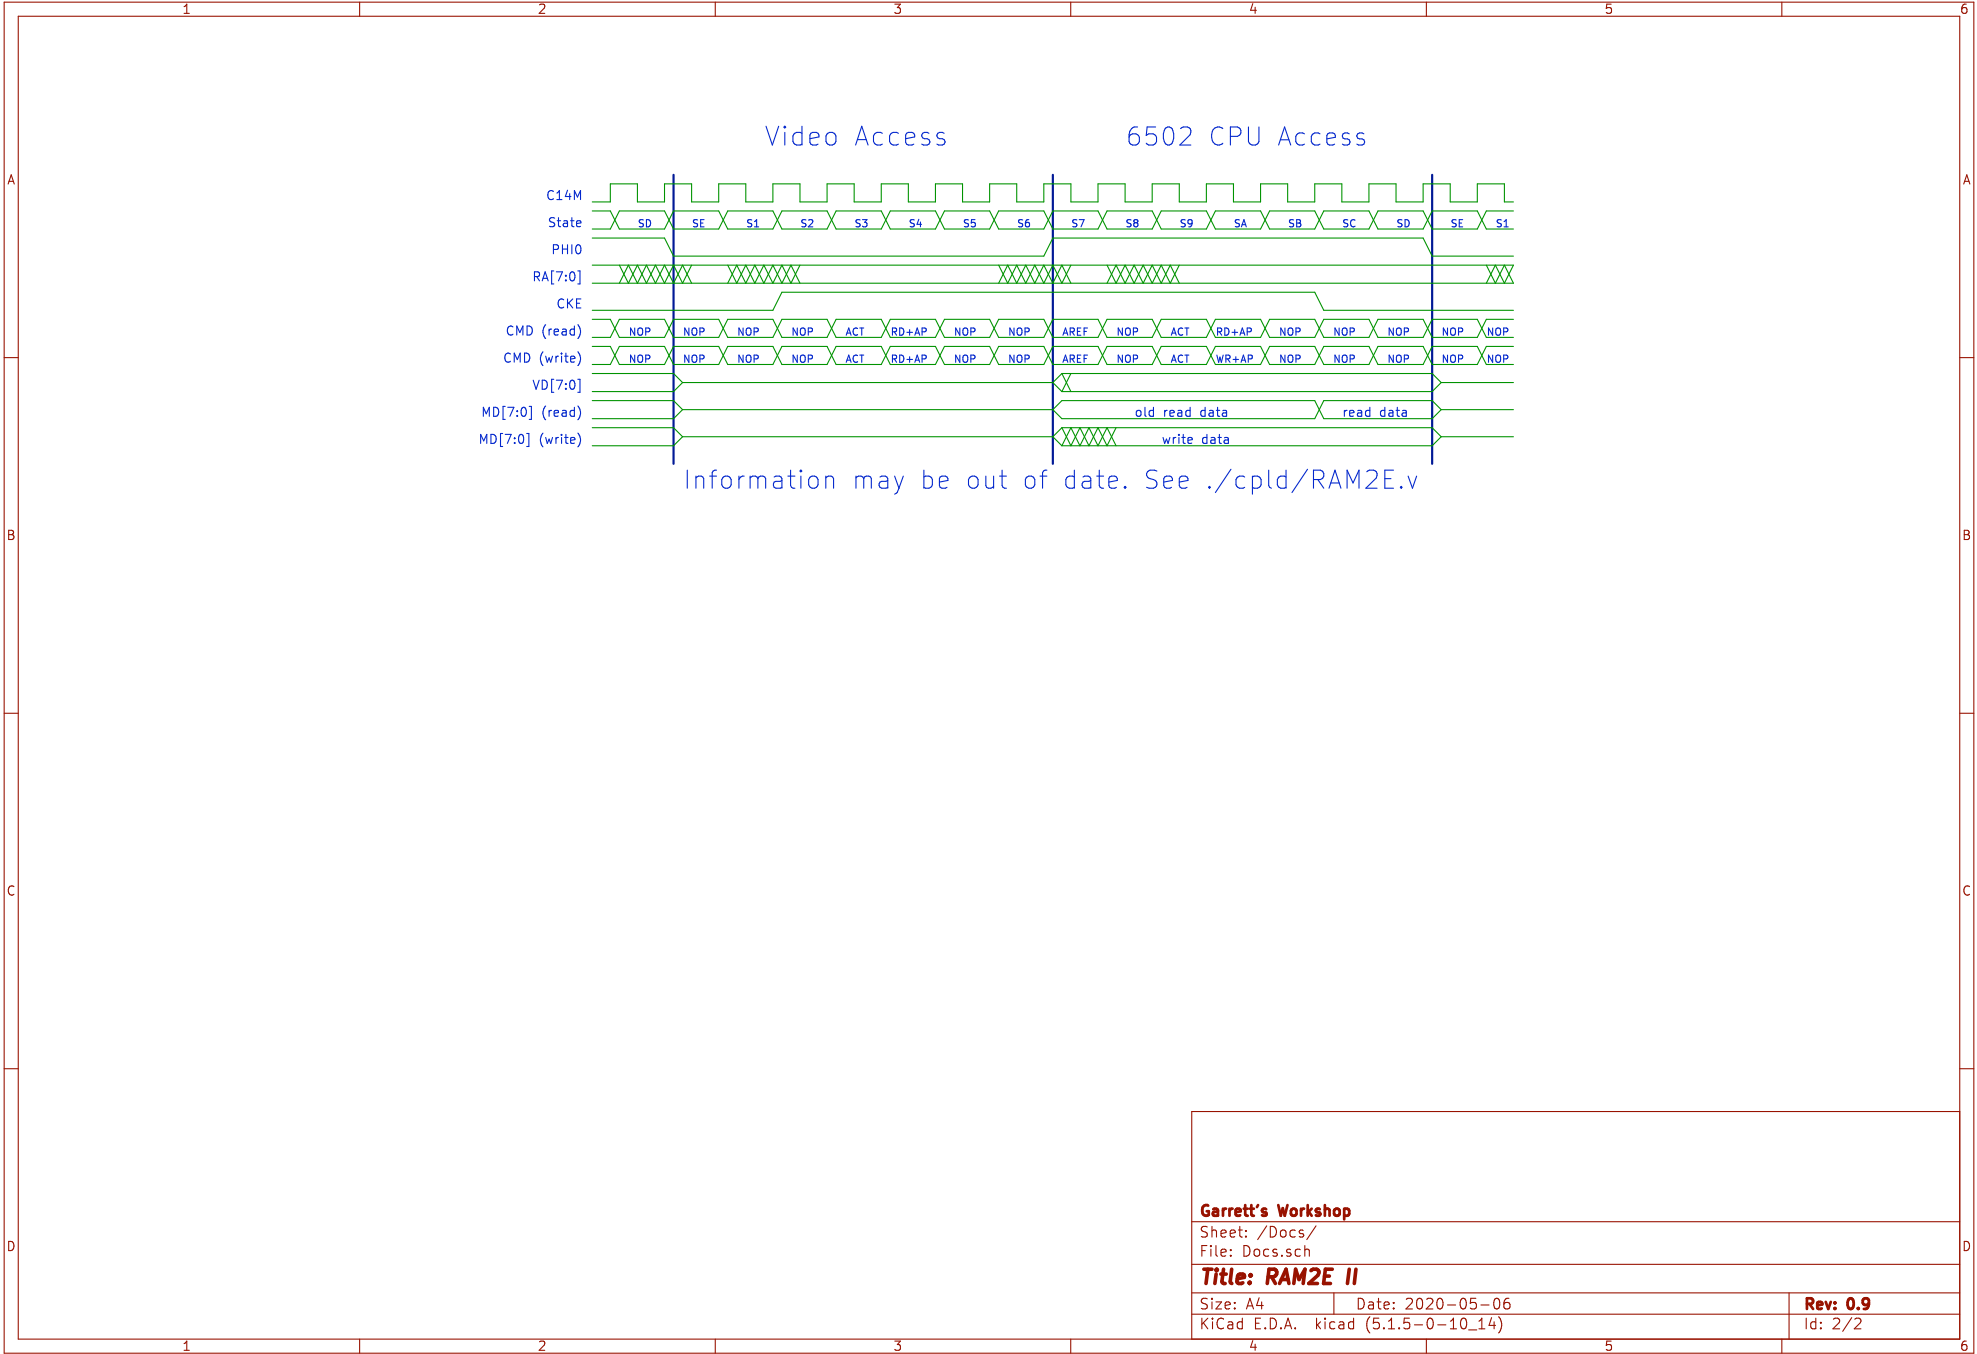 1 2 3 4 5 6
Video Access 6502 CPU Access
A A
C14M
State SD SE S1 S2 S3 S4 S5 S6 S7 S8 S9 SA SB SC SD SE S1
PHI0
RA[7:0]
CKE
CMD (read) NOP NOP NOP NOP ACT RD+AP NOP NOP AREF NOP ACT RD+AP NOP NOP NOP NOP NOP
CMD (write) NOP NOP NOP NOP ACT RD+AP NOP NOP AREF NOP ACT WR+AP NOP NOP NOP NOP NOP
VD[7:0]
MD[7:0] (read) old read data read data
MD[7:0] (write) write data
Information may be out of date. See ./cpld/RAM2E.v
B B
C C
Garrett's Workshop
Sheet: /Docs/
D D
File: Docs.sch
Title: RAM2E II
Size: A4 Date: 2020-05-06 Rev: 0.9
KiCad E.D.A. kicad (5.1.5-0-10_14) Id: 2/2
1 2 3 4 5 6